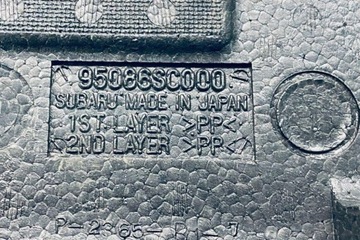 95086SC000
SUBARU MADE IN JAPAN
1ST LAYER >PP<
2ND LAYER >PP<